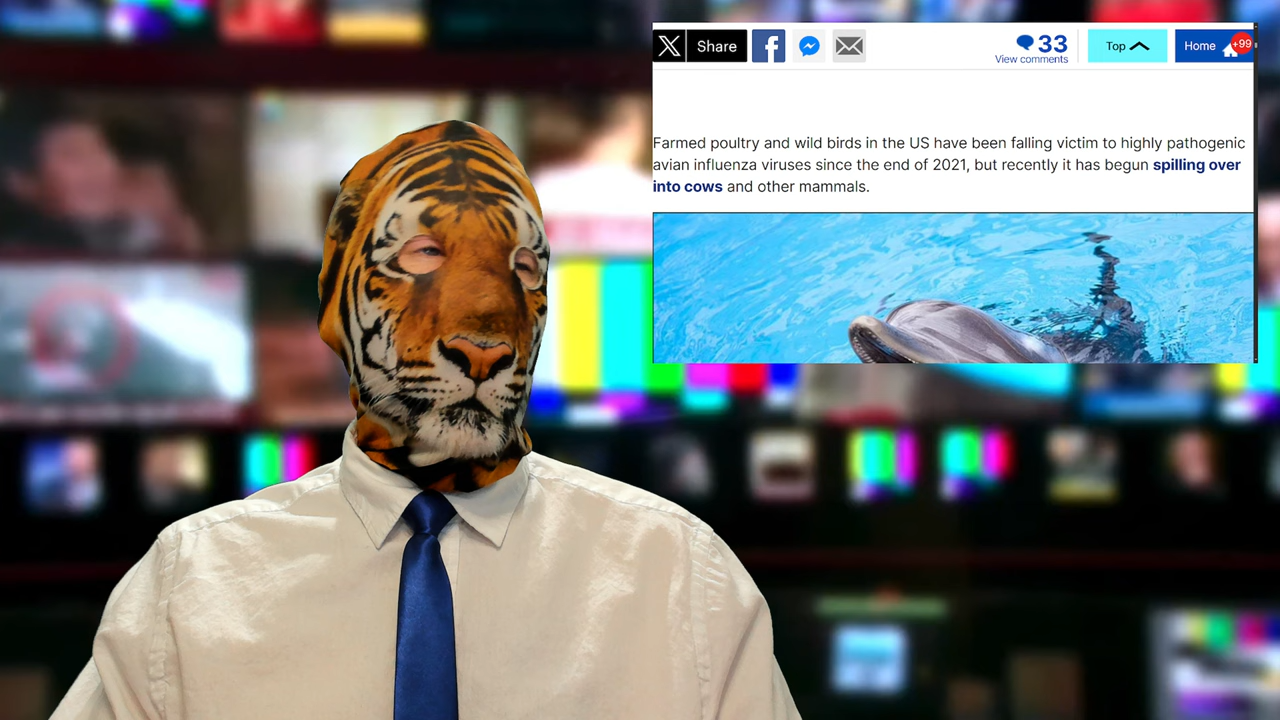 X Share
33
View comments
Top
Home
+99
Farmed poultry and wild birds in the US have been falling victim to highly pathogenic
avian influenza viruses since the end of 2021, but recently it has begun spilling over
into cows and other mammals.